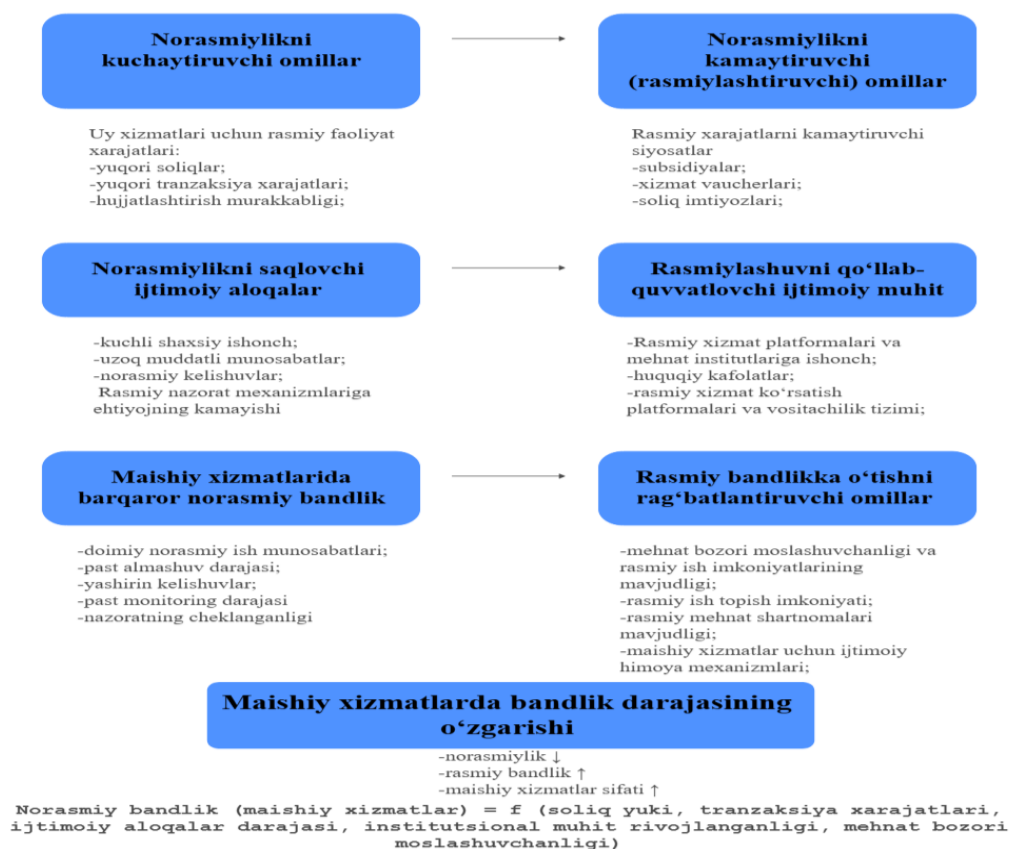 Norasmiylikni
kuchaytiruvchi omillar
Norasmiylikni
kamaytiruvchi
(rasmiylashtiruvchi) omillar
Uy xizmatlari uchun rasmiy faoliyat
xarajatlari:
-yuqori soliqlar;
-yuqori tranzaksiya xarajatlari;
-hujjatlashtirish murakkabligi;
Rasmiy xarajatlarni kamaytiruvchi
siyosatlar
-subsidiyalar;
-xizmat vaucherlari;
-soliq imtiyozlari;
Norasmiylikni saqlovchi
ijtimoiy aloqalar
Rasmiylashuvni qo‘llab-
quvvatlovchi ijtimoiy muhit
-kuchli shaxsiy ishonch;
-uzoq muddatli munosabatlar;
-norasmiy kelishuvlar;
Rasmiy nazorat mexanizmlariga
ehtiyojning kamayishi
-Rasmiy xizmat platformalari va
mehnat institutlariga ishonch;
-huquqiy kafolatlar;
-rasmiy xizmat ko‘rsatish
platformalari va vositachilik tizimi;
Maishiy xizmatlarida
barqaror norasmiy bandlik
Rasmiy bandlikka o‘tishni
rag‘batlantiruvchi omillar
-doimiy norasmiy ish munosabatlari;
-past almashuv darajasi;
-yashirin kelishuvlar;
-past monitoring darajasi
-nazoratning cheklanganligi
-mehnat bozori moslashuvchanligi va
rasmiy ish imkoniyatlarining
mavjudligi;
-rasmiy ish topish imkoniyati;
-rasmiy mehnat shartnomalari
mavjudligi;
-maishiy xizmatlar uchun ijtimoiy
himoya mexanizmlari;
Maishiy xizmatlarda bandlik darajasining
o‘zgarishi
-norasmiylik ↓
-rasmiy bandlik ↑
-maishiy xizmatlar sifati ↑
Norasmiy bandlik (maishiy xizmatlar) = f (soliq yuki, tranzaksiya xarajatlari,
ijtimoiy aloqalar darajasi, institutsional muhit rivojlanganligi, mehnat bozori
moslashuvchanligi)